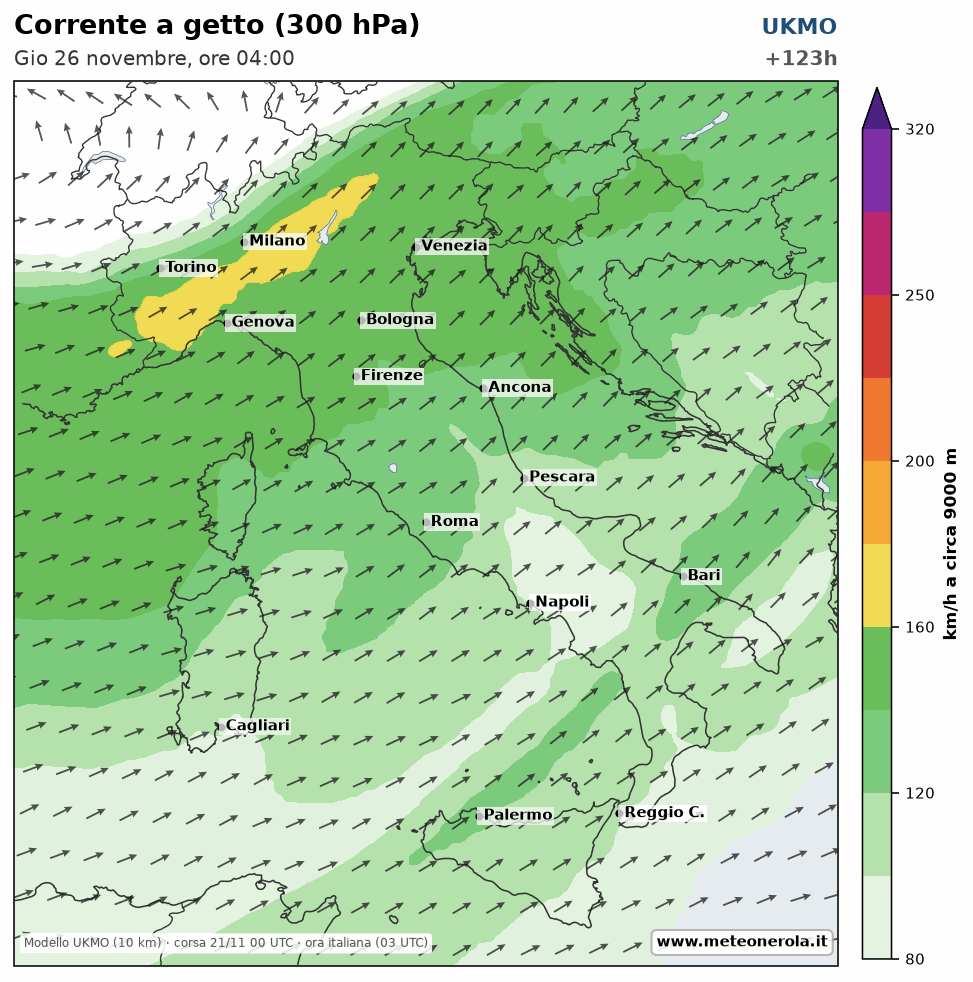 Corrente a getto (300 hPa)
UKMO
Gio 26 novembre, ore 04:00
+123h
320
Milano
Venezia
Torino
250
Genova
Bologna
Firenze
Ancona
200
Pescara
Roma
Bari
Napoli
160
Cagliari
120
Palermo
Reggio C.
80
km/h a circa 9000 m
Modello UKMO (10 km) · corsa 21/11 00 UTC · ora italiana (03 UTC)
www.meteonerola.it